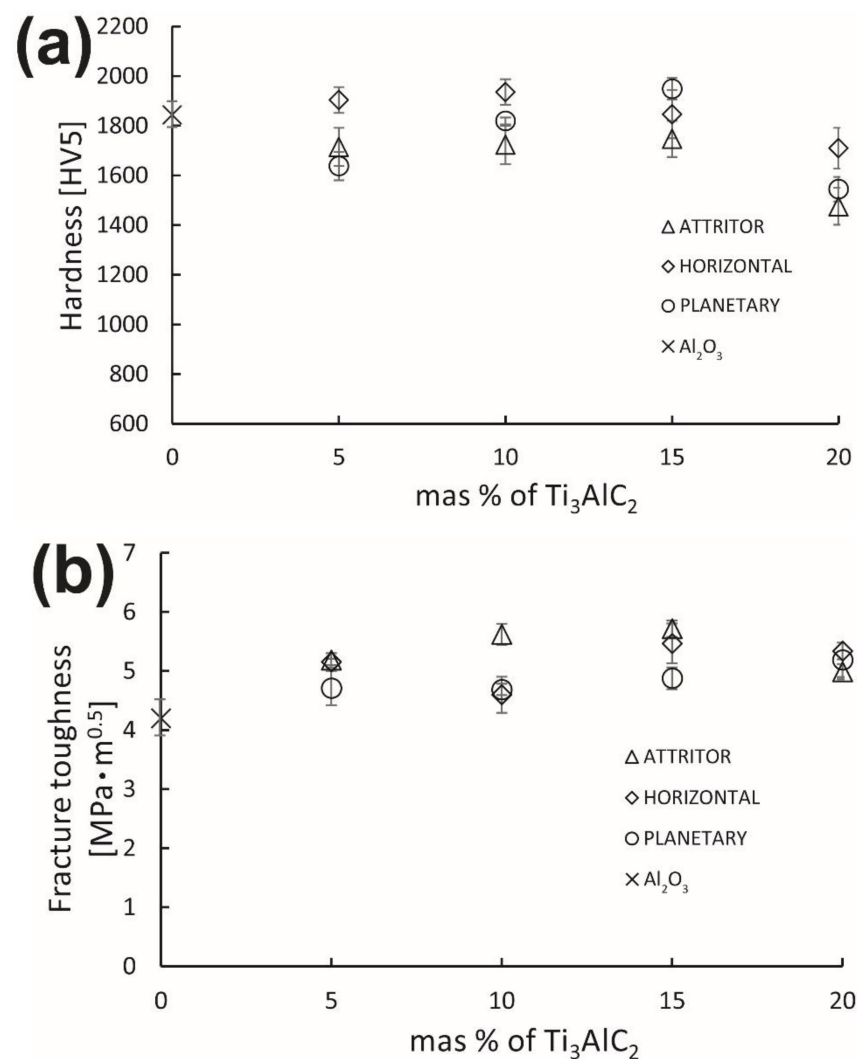 (a)
Hardness [HV5]
2200
2000
1800
1600
1400
1200
1000
800
600
0 5 10 15 20
mas % of Ti₃AlC₂
ATTRITOR
HORIZONTAL
PLANETARY
Al₂O₃
(b)
Fracture toughness
[MPa·m⁰·⁵]
7
6
5
4
3
2
1
0
0 5 10 15 20
mas % of Ti₃AlC₂
ATTRITOR
HORIZONTAL
PLANETARY
Al₂O₃